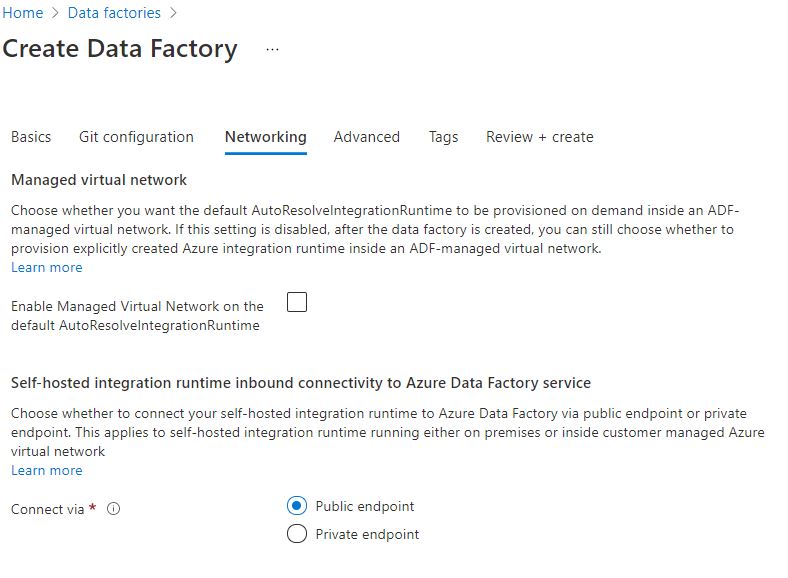 Home > Data factories >
Create Data Factory ...
Basics Git configuration Networking Advanced Tags Review + create
Managed virtual network
Choose whether you want the default AutoResolveIntegrationRuntime to be provisioned on demand inside an ADF-
managed virtual network. If this setting is disabled, after the data factory is created, you can still choose whether to
provision explicitly created Azure integration runtime inside an ADF-managed virtual network.
Learn more
Enable Managed Virtual Network on the
default AutoResolveIntegrationRuntime
Self-hosted integration runtime inbound connectivity to Azure Data Factory service
Choose whether to connect your self-hosted integration runtime to Azure Data Factory via public endpoint or private
endpoint. This applies to self-hosted integration runtime running either on premises or inside customer managed Azure
virtual network
Learn more
Connect via *
Public endpoint
Private endpoint